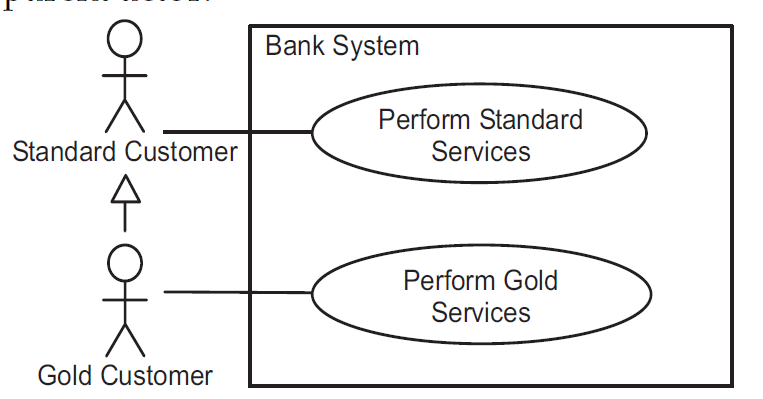 Bank System
Perform Standard
Services
Standard Customer
Perform Gold
Services
Gold Customer